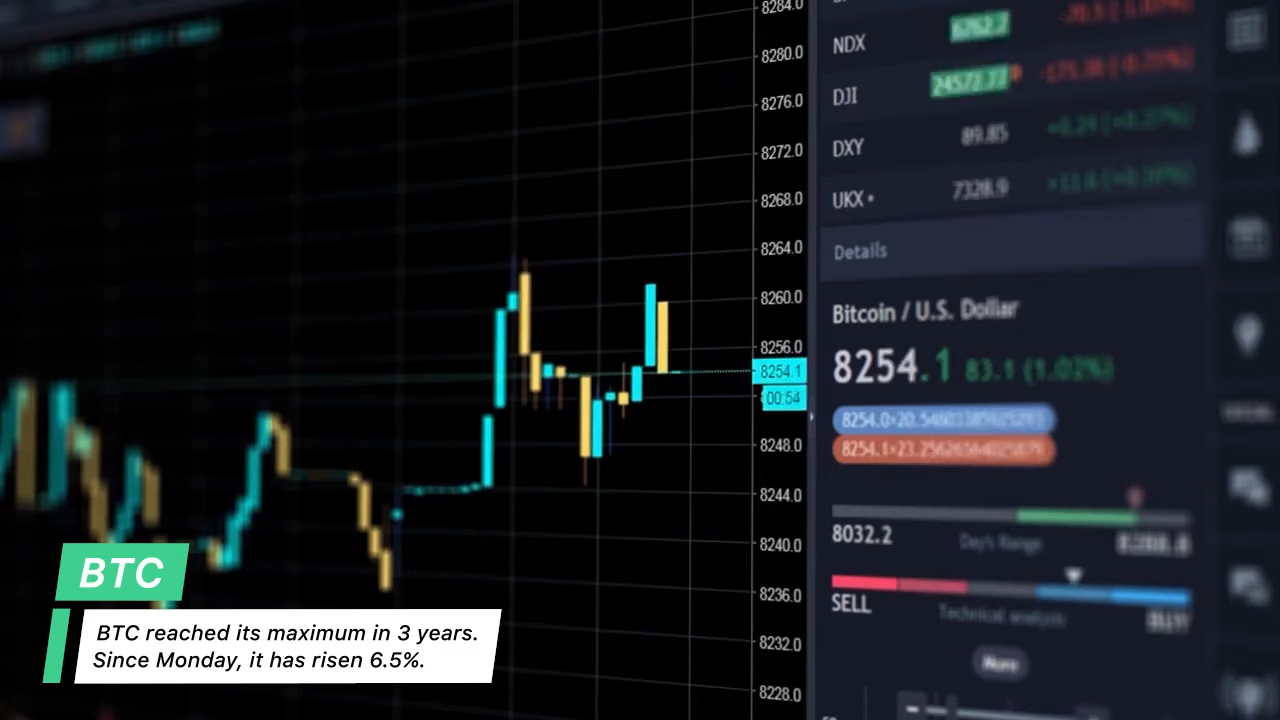 8284.0
8280.0
8276.0
8272.0
8268.0
8264.0
8260.0
8256.0
8254.1
00:54
8248.0
8244.0
8240.0
8236.0
8232.0
8228.0
NDX
DJI 24572.77
DXY 89.85
UKX • 7328.9
Details
Bitcoin / U.S. Dollar
8254.1 83.1 (1.02%)
8032.2 Day's Range
SELL Technical analysis BUY
More
BTC
BTC reached its maximum in 3 years.
Since Monday, it has risen 6.5%.